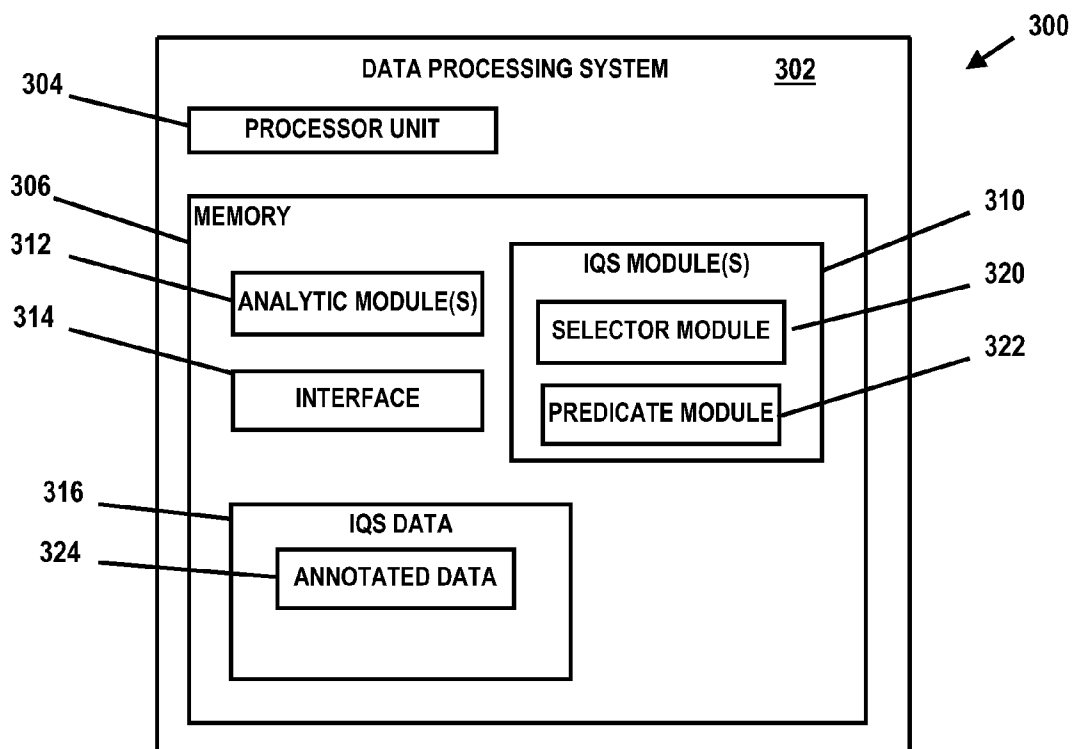 300
DATA PROCESSING SYSTEM 302
304
PROCESSOR UNIT
306
MEMORY
310
312
IQS MODULE(S)
ANALYTIC MODULE(S)
320
SELECTOR MODULE
314
INTERFACE
322
PREDICATE MODULE
316
IQS DATA
324
ANNOTATED DATA